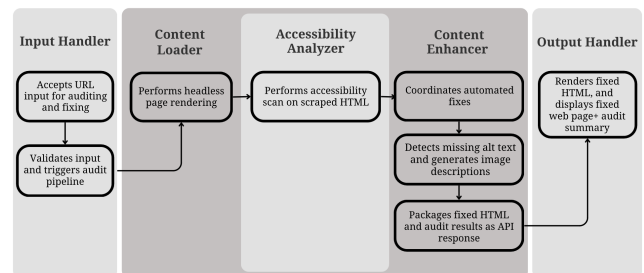 Input Handler
Accepts URL
input for auditing
and fixing
Validates input
and triggers audit
pipeline
Content
Loader
Performs headless
page rendering
Accessibility
Analyzer
Performs accessibility
scan on scraped HTML
Content
Enhancer
Coordinates automated
fixes
Detects missing alt text
and generates image
descriptions
Packages fixed HTML
and audit results as API
response
Output Handler
Renders fixed
HTML, and
displays fixed
web page+ audit
summary